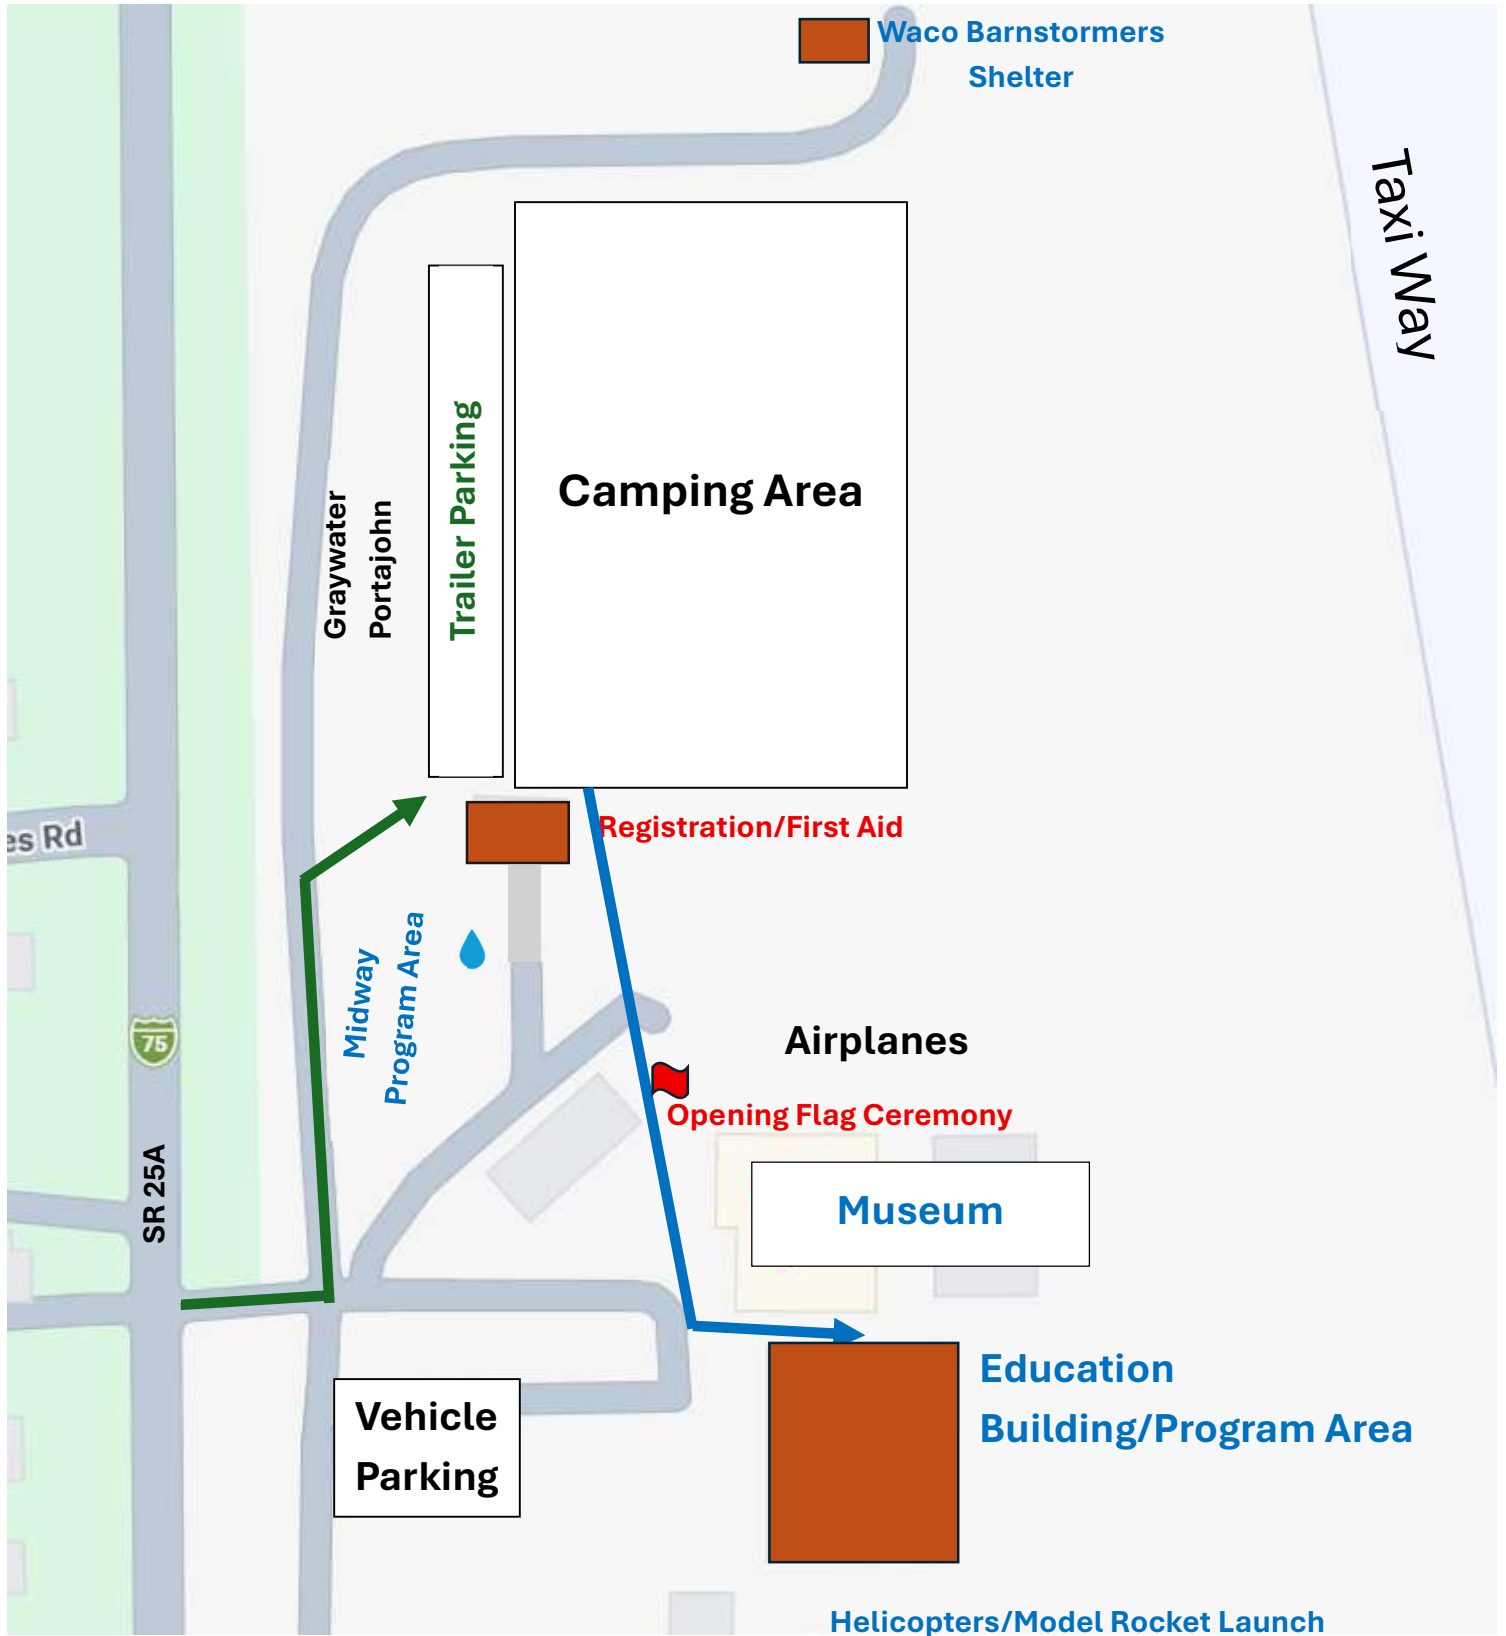 Waco Barnstormers
Shelter
Taxi Way
Trailer Parking
Camping Area
Graywater
Portajohn
es Rd
Registration/First Aid
Midway
Program Area
75
Airplanes
Opening Flag Ceremony
SR 25A
Museum
Education
Building/Program Area
Vehicle
Parking
Helicopters/Model Rocket Launch